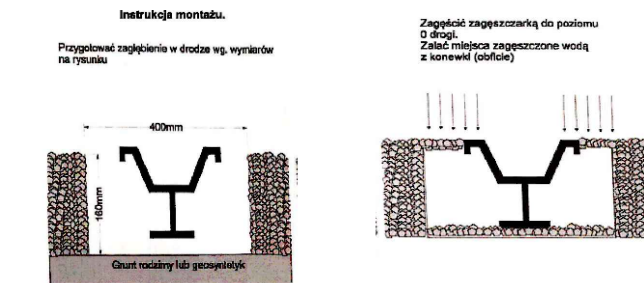 Instrukcja montażu.
Przygotować zagłębienie w drodze wg. wymiarów
na rysunku
400mm
160mm
Grunt rodzimy lub geosyntetyk
Zagęścić zagęszczarką do poziomu
0 drogi.
Zalać miejsca zagęszczone wodą
z konewki (obficie)